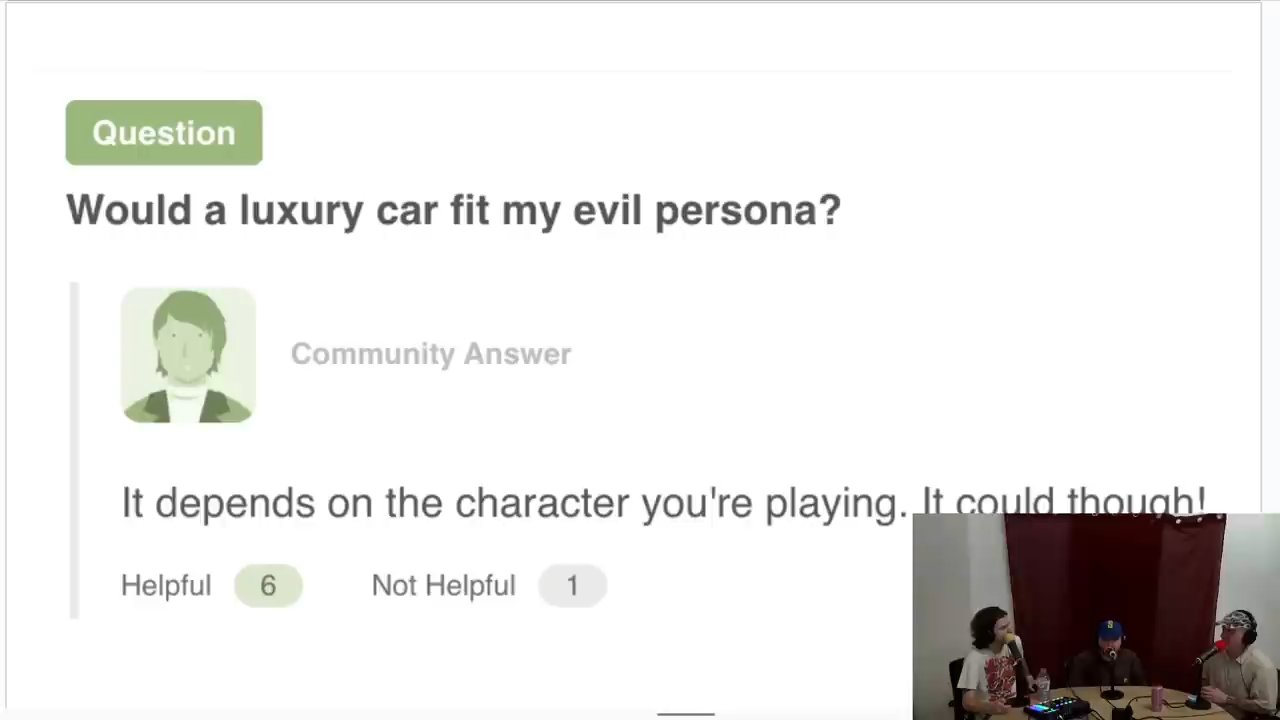 Question
Would a luxury car fit my evil persona?
Community Answer
It depends on the character you're playing. It could though!
Helpful 6 Not Helpful 1